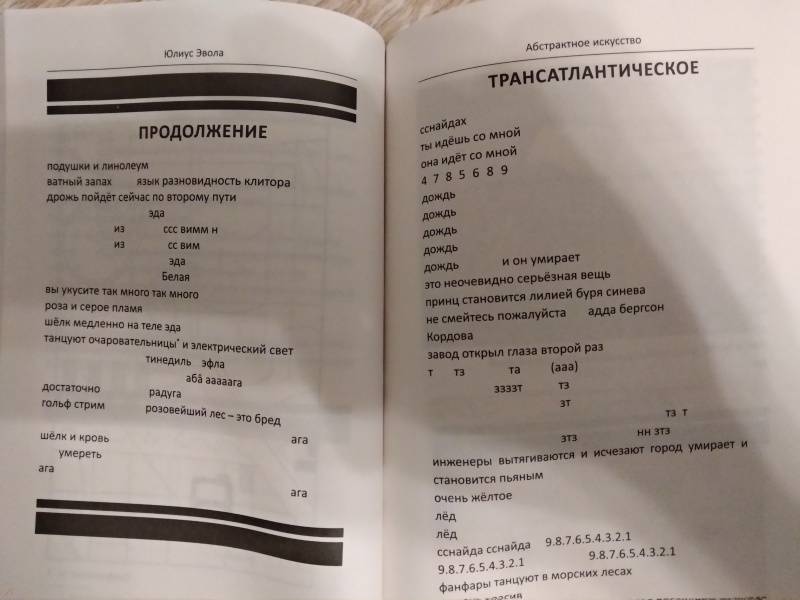 Юлиус Эвола
ПРОДОЛЖЕНИЕ
подушки и линолеум
ватный запах язык разновидность клитора
дрожь пойдёт сейчас по второму пути
эда
из ссс вимм н
из сс вим
эда
Белая
вы укусите так много так много
роза и серое пламя
шёлк медленно на теле эда
танцуют очаровательницы* и электрический свет
тинедиль эфла
абâ ааааага
достаточно радуга
гольф стрим розовейший лес – это бред
шёлк и кровь ага
умереть
ага
ага
Абстрактное искусство
ТРАНСАТЛАНТИЧЕСКОЕ
сснайдах
ты идёшь со мной
она идёт со мной
4 7 8 5 6 8 9
дождь
дождь
дождь
дождь
дождь и он умирает
это неочевидно серьёзная вещь
принц становится лилией буря синева
не смейтесь пожалуйста адда бергсон
Кордова
завод открыл глаза второй раз
т тз та (ааа)
ззззт тз
зт
тз т
зтз нн зтз
инженеры вытягиваются и исчезают город умирает и
становится пьяным
очень жёлтое
лёд
лёд
сснайда сснайда 9.8.7.6.5.4.3.2.1
9.8.7.6.5.4.3.2.1 9.8.7.6.5.4.3.2.1
фанфары танцуют в морских лесах